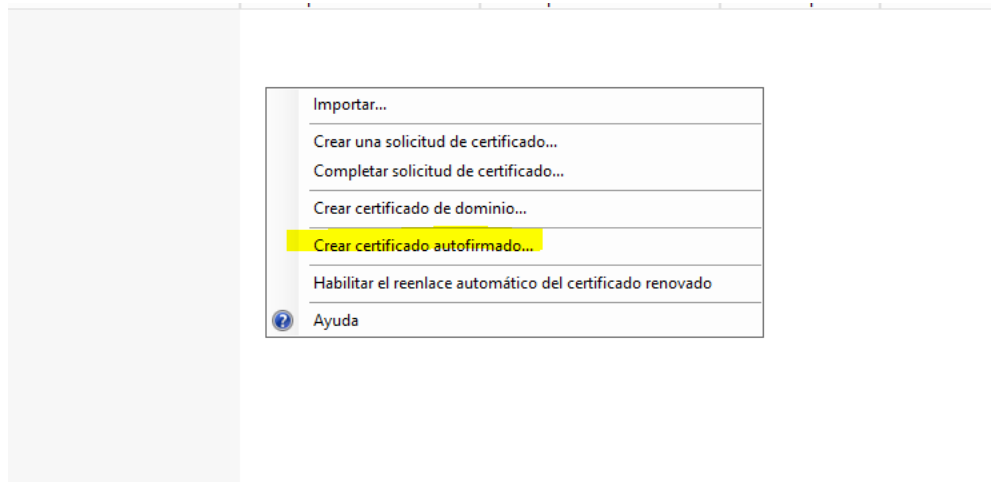 Importar...
Crear una solicitud de certificado...
Completar solicitud de certificado...
Crear certificado de dominio...
Crear certificado autofirmado...
Habilitar el reenlace automático del certificado renovado
Ayuda